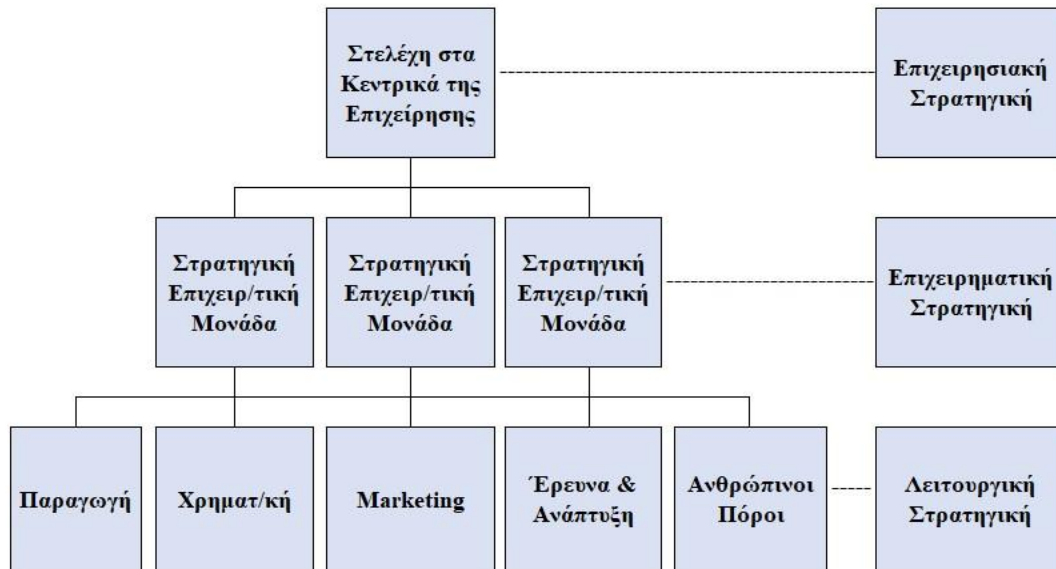 Στελέχη στα
Κεντρικά της
Επιχείρησης
Επιχειρησιακή
Στρατηγική
Στρατηγική
Επιχειρ/τική
Μονάδα
Στρατηγική
Επιχειρ/τική
Μονάδα
Στρατηγική
Επιχειρ/τική
Μονάδα
Επιχειρηματική
Στρατηγική
Παραγωγή
Χρηματ/κή
Marketing
Έρευνα &
Ανάπτυξη
Ανθρώπινοι
Πόροι
Λειτουργική
Στρατηγική